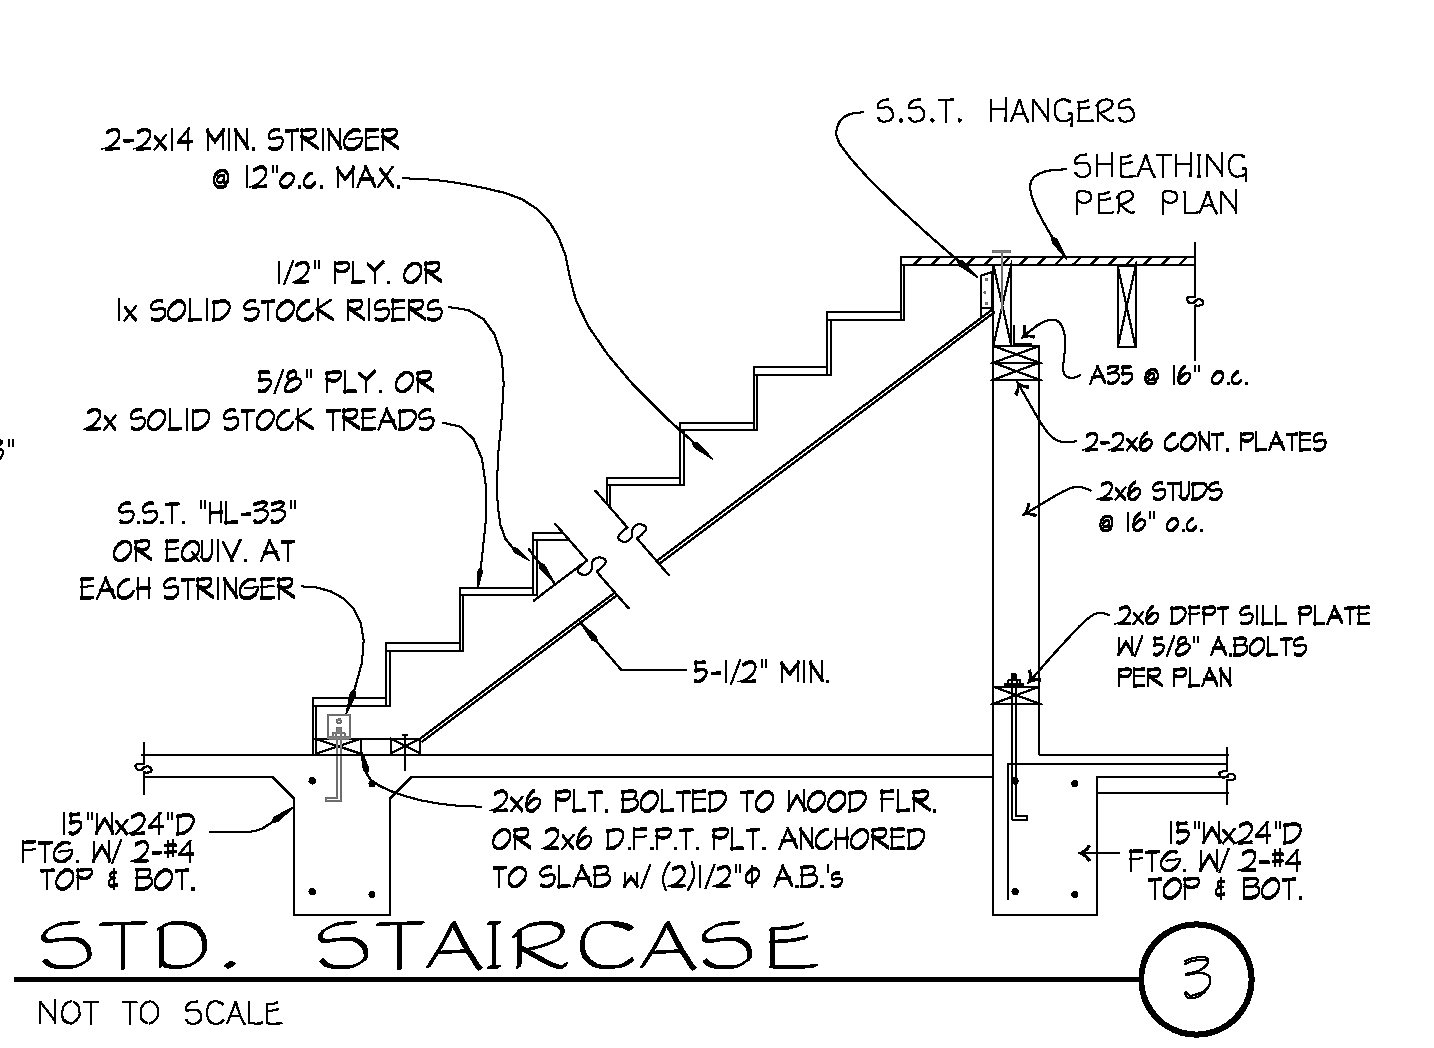 2-2x14 MIN. STRINGER
@ 12"o.c. MAX.
1/2" PLY. OR
1x SOLID STOCK RISERS
5/8" PLY. OR
2x SOLID STOCK TREADS
3"
S.S.T. "HL-33"
OR EQUIV. AT
EACH STRINGER
S.S.T. HANGERS
SHEATHING
PER PLAN
A35 @ 16" o.c.
2-2x6 CONT. PLATES
2x6 STUDS
@ 16" o.c.
2x6 DFPT SILL PLATE
W/ 5/8" A.BOLTS
PER PLAN
5-1/2" MIN.
2x6 PLT. BOLTED TO WOOD FLR.
OR 2x6 D.F.P.T. PLT. ANCHORED
TO SLAB w/ (2)1/2"Φ A.B.'s
15"Wx24"D
FTG. W/ 2-#4
TOP & BOT.
15"Wx24"D
FTG. W/ 2-#4
TOP & BOT.
STD. STAIRCASE
3
NOT TO SCALE